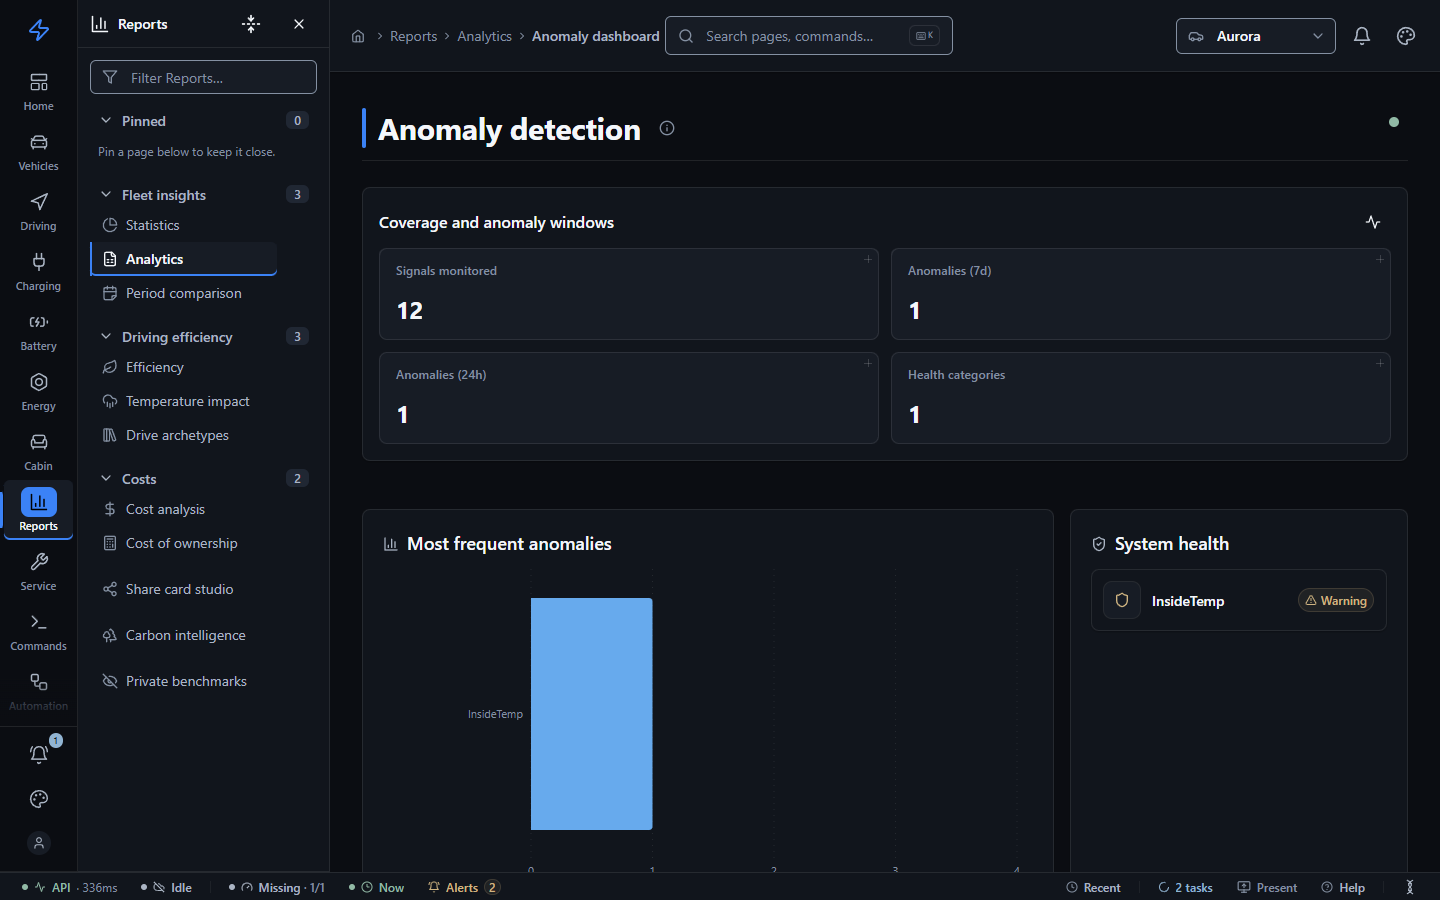 Home
Vehicles
Driving
Charging
Battery
Energy
Cabin
Reports
Service
Commands
Automation
1
Reports
Filter Reports...
Pinned 0
Pin a page below to keep it close.
Fleet insights 3
Statistics
Analytics
Period comparison
Driving efficiency 3
Efficiency
Temperature impact
Drive archetypes
Costs 2
Cost analysis
Cost of ownership
Share card studio
Carbon intelligence
Private benchmarks
Reports Analytics Anomaly dashboard
Search pages, commands... K
Aurora
Anomaly detection
Coverage and anomaly windows
Signals monitored
12
Anomalies (7d)
1
Anomalies (24h)
1
Health categories
1
Most frequent anomalies
InsideTemp
0 1 2 3 4
System health
InsideTemp Warning
API · 336ms Idle Missing · 1/1 Now Alerts 2 Recent 2 tasks Present Help